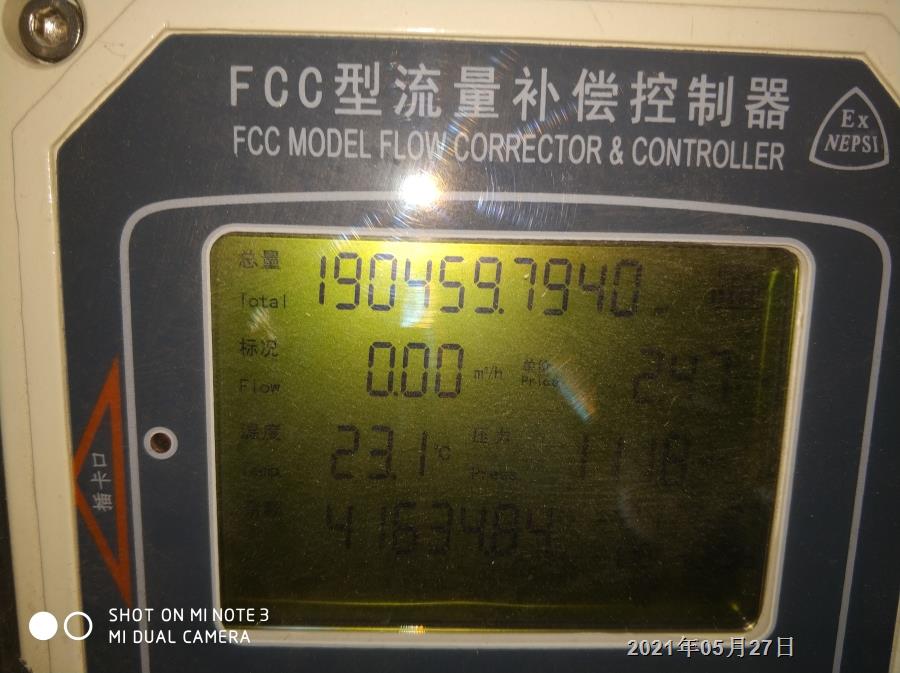 FCC型流量补偿控制器
FCC MODEL FLOW CORRECTOR & CONTROLLER
Ex
NEPSI
总量
Total
190459.7940
标况
Flow
0.00 m³/h
单价
Price
2.47
温度
23.1 ℃
压力
Press
插卡口
SHOT ON MI NOTE 3
MI DUAL CAMERA
2021年05月27日